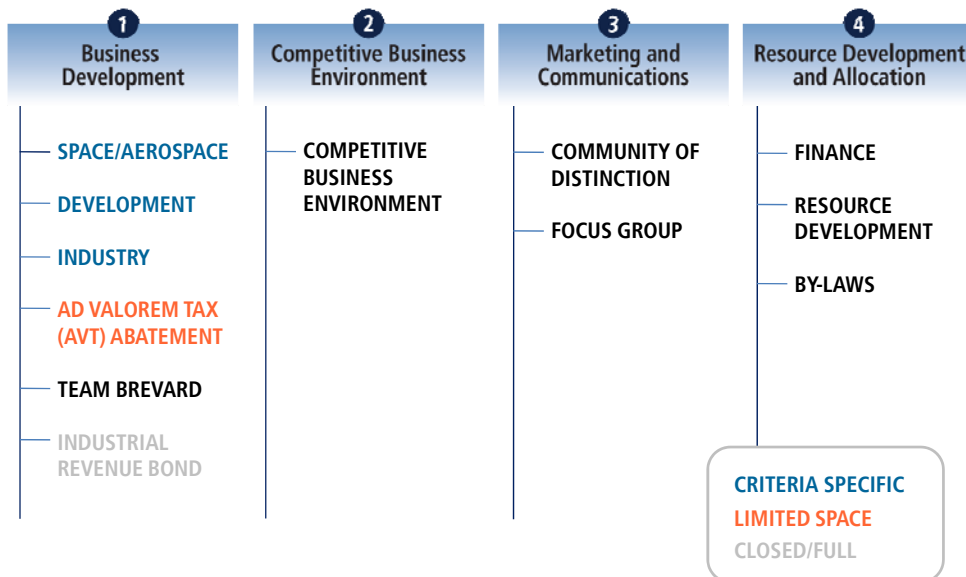 1
Business
Development
SPACE/AEROSPACE
DEVELOPMENT
INDUSTRY
AD VALOREM TAX
(AVT) ABATEMENT
TEAM BREVARD
INDUSTRIAL
REVENUE BOND
2
Competitive Business
Environment
COMPETITIVE
BUSINESS
ENVIRONMENT
3
Marketing and
Communications
COMMUNITY OF
DISTINCTION
FOCUS GROUP
4
Resource Development
and Allocation
FINANCE
RESOURCE
DEVELOPMENT
BY-LAWS
CRITERIA SPECIFIC
LIMITED SPACE
CLOSED/FULL